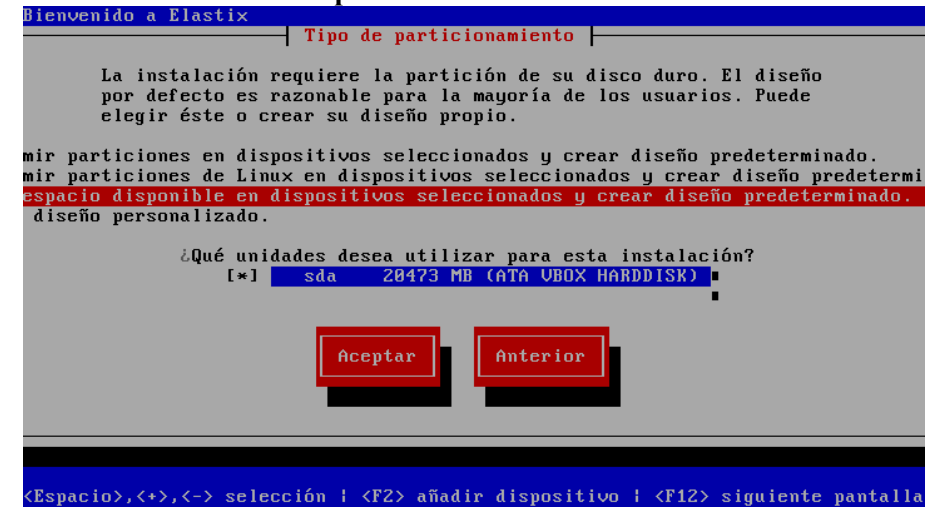 Bienvenido a Elastix
Tipo de particionamiento
La instalación requiere la partición de su disco duro. El diseño
por defecto es razonable para la mayoría de los usuarios. Puede
elegir éste o crear su diseño propio.
mir particiones en dispositivos seleccionados y crear diseño predeterminado.
mir particiones de Linux en dispositivos seleccionados y crear diseño predetermi
espacio disponible en dispositivos seleccionados y crear diseño predeterminado.
diseño personalizado.
¿Qué unidades desea utilizar para esta instalación?
[*] sda 20473 MB (ATA VBOX HARDDISK)
Aceptar Anterior
<Espacio>,<+>,<-> selección ¦ <F2> añadir dispositivo ¦ <F12> siguiente pantalla